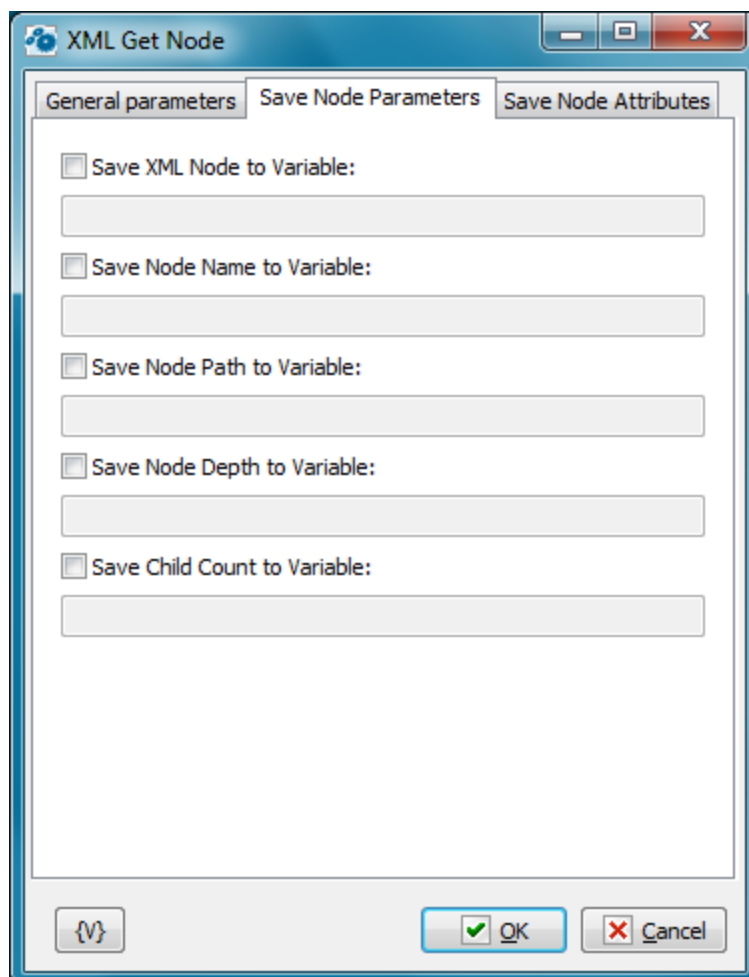 XML Get Node
General parameters Save Node Parameters Save Node Attributes
Save XML Node to Variable:
Save Node Name to Variable:
Save Node Path to Variable:
Save Node Depth to Variable:
Save Child Count to Variable:
{V} OK Cancel